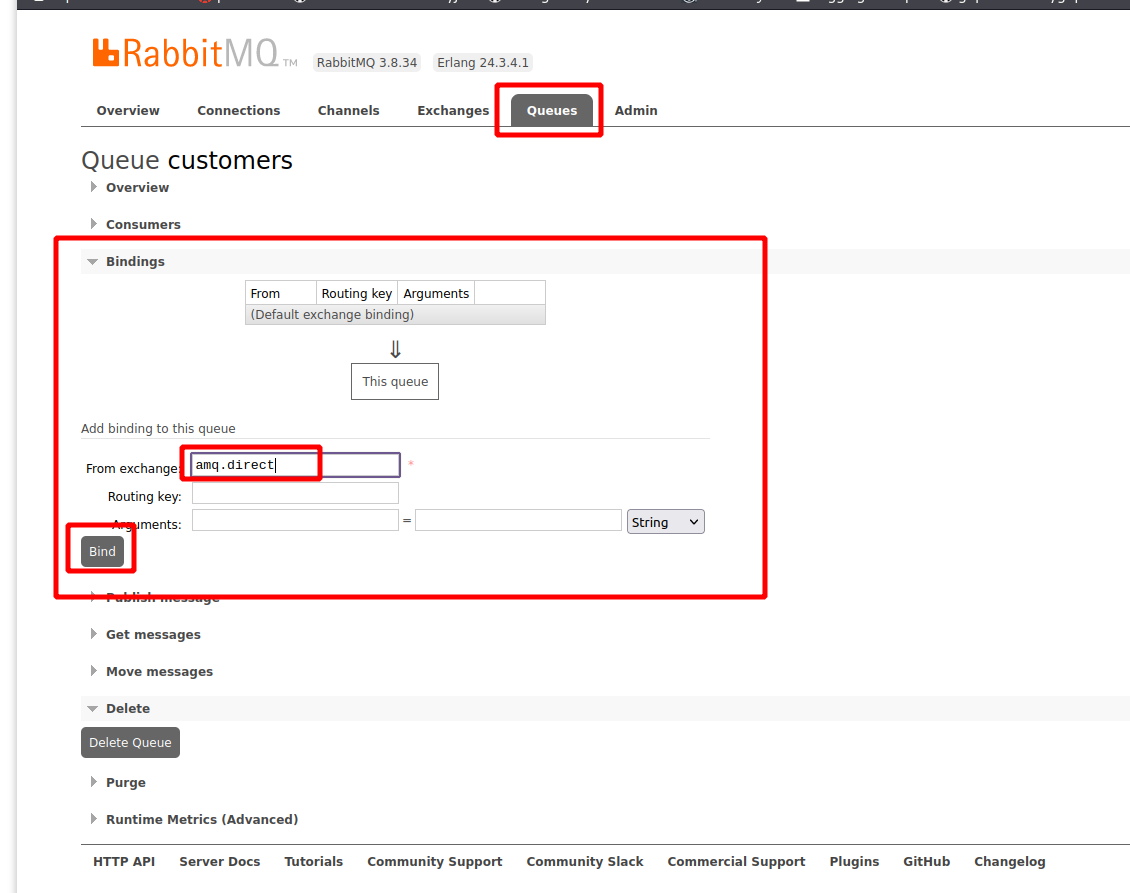 RabbitMQ TM RabbitMQ 3.8.34 Erlang 24.3.4.1
Overview Connections Channels Exchanges Queues Admin
Queue customers
Overview
Consumers
Bindings
From Routing key Arguments
(Default exchange binding)
⇓
This queue
Add binding to this queue
From exchange: amq.direct *
Routing key:
Arguments: = String
Bind
Publish message
Get messages
Move messages
Delete
Delete Queue
Purge
Runtime Metrics (Advanced)
HTTP API Server Docs Tutorials Community Support Community Slack Commercial Support Plugins GitHub Changelog